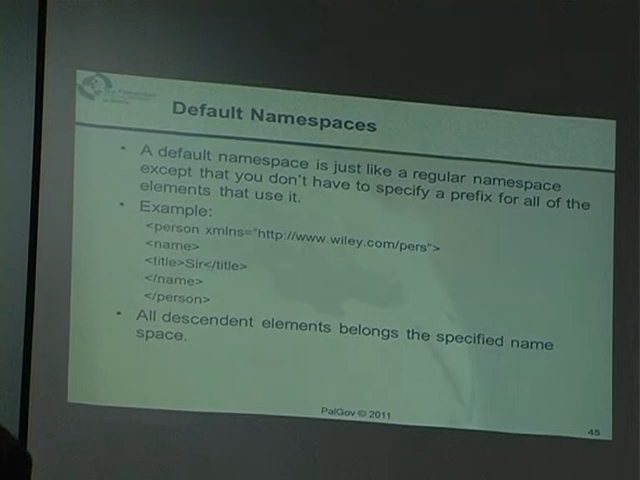 Default Namespaces
• A default namespace is just like a regular namespace
except that you don't have to specify a prefix for all of the
elements that use it.
• Example:
<person xmlns="http://www.wiley.com/pers">
<name>
<title>Sir</title>
</name>
</person>
• All descendent elements belongs the specified name
space.
PalGov © 2011
45